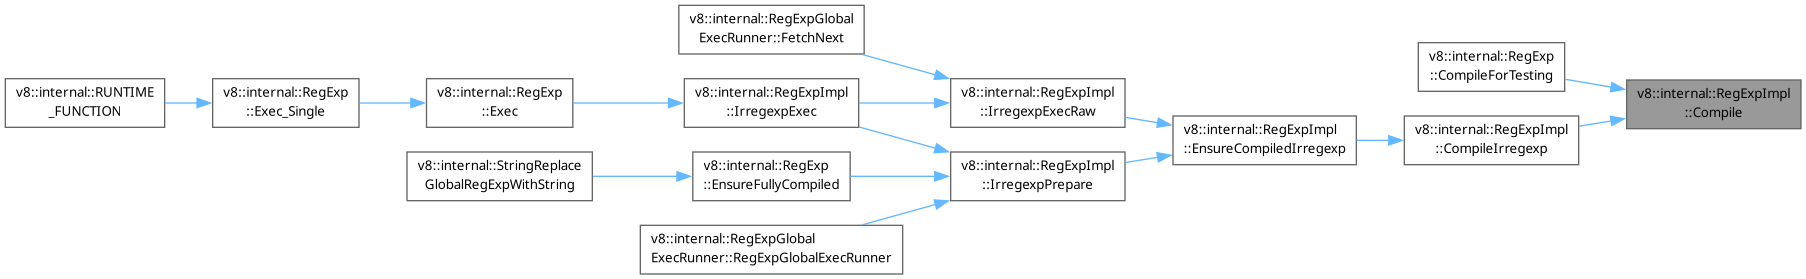 v8::internal::RegExpGlobal
ExecRunner::FetchNext
v8::internal::RegExp
::CompileForTesting
v8::internal::RUNTIME
_FUNCTION
v8::internal::RegExp
::Exec_Single
v8::internal::RegExp
::Exec
v8::internal::RegExpImpl
::IrregexpExec
v8::internal::RegExpImpl
::IrregexpExecRaw
v8::internal::RegExpImpl
::Compile
v8::internal::RegExpImpl
::EnsureCompiledIrregexp
v8::internal::RegExpImpl
::CompileIrregexp
v8::internal::StringReplace
GlobalRegExpWithString
v8::internal::RegExp
::EnsureFullyCompiled
v8::internal::RegExpImpl
::IrregexpPrepare
v8::internal::RegExpGlobal
ExecRunner::RegExpGlobalExecRunner